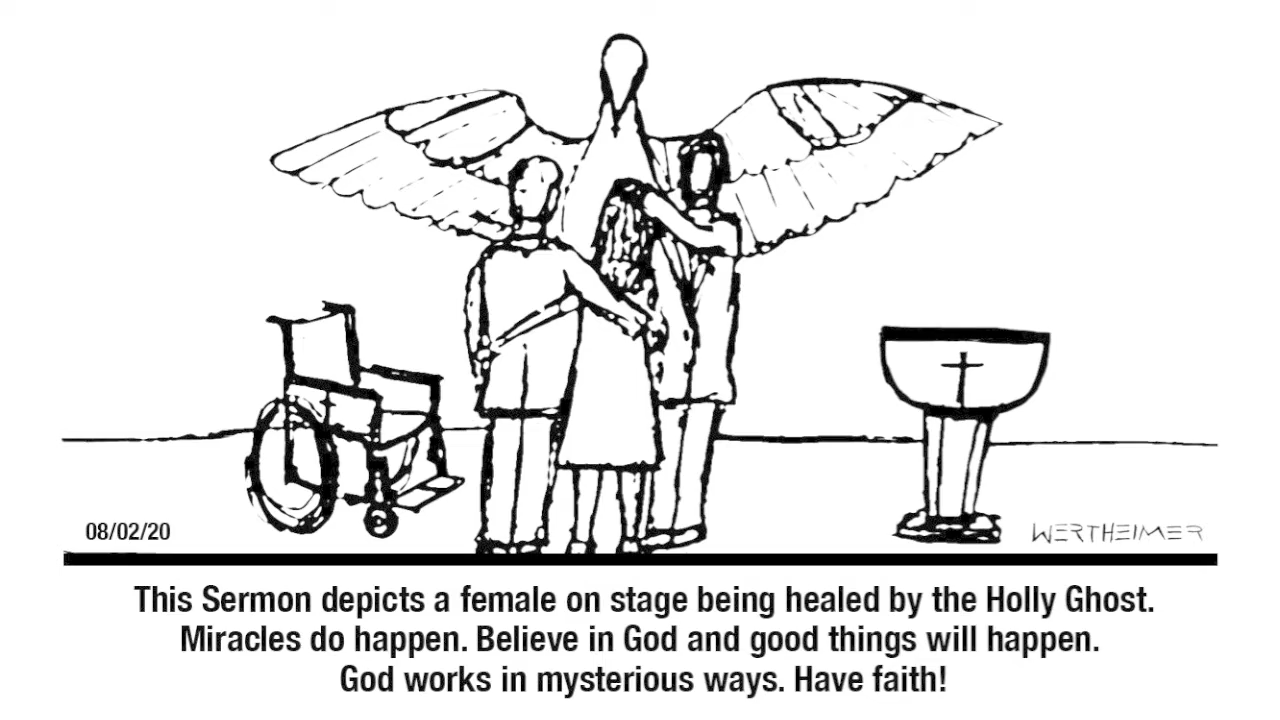 08/02/20
WERTHEIMER
This Sermon depicts a female on stage being healed by the Holly Ghost.
Miracles do happen. Believe in God and good things will happen.
God works in mysterious ways. Have faith!